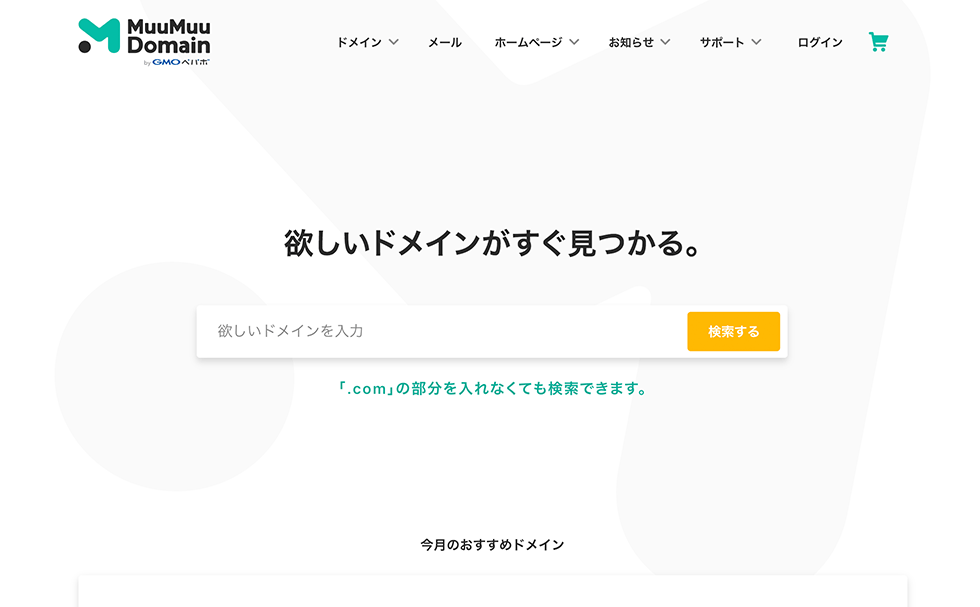 MuuMuu
Domain
by GMOペパボ
ドメイン
メール
ホームページ
お知らせ
サポート
ログイン
欲しいドメインがすぐ見つかる。
欲しいドメインを入力
検索する
「.com」の部分を入れなくても検索できます。
今月のおすすめドメイン